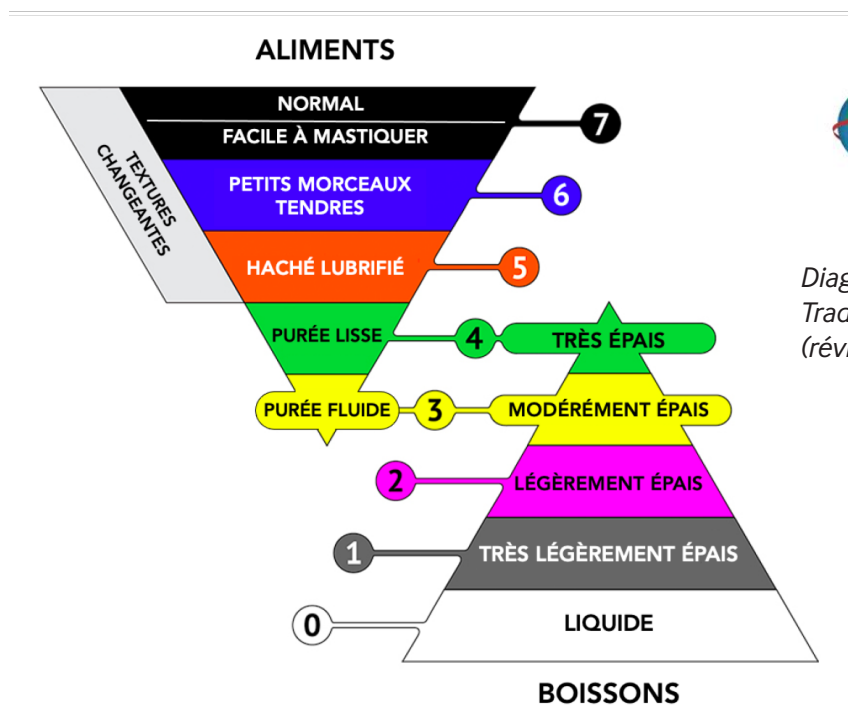 ALIMENTS
NORMAL
FACILE À MASTIQUER
7
TEXTURES
CHANGEANTES
PETITS MORCEAUX
TENDRES
6
HACHÉ LUBRIFIÉ
5
PURÉE LISSE
4
TRÈS ÉPAIS
PURÉE FLUIDE
3
MODÉRÉMENT ÉPAIS
2
LÉGÈREMENT ÉPAIS
1
TRÈS LÉGÈREMENT ÉPAIS
0
LIQUIDE
BOISSONS